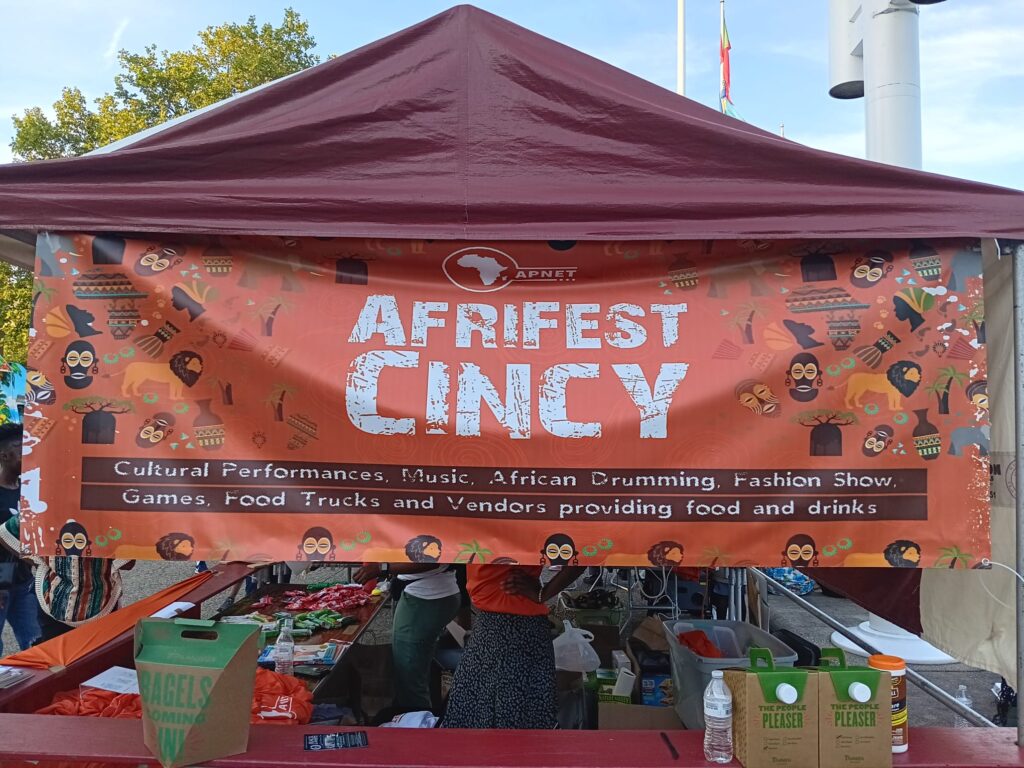 APNET
AFRIFEST
CINCY
Cultural Performances, Music, African Drumming, Fashion Show,
Games, Food Trucks and Vendors providing food and drinks
BAGELS
THE PEOPLE
PLEASER
THE PEOPLE
PLEASER
Panera